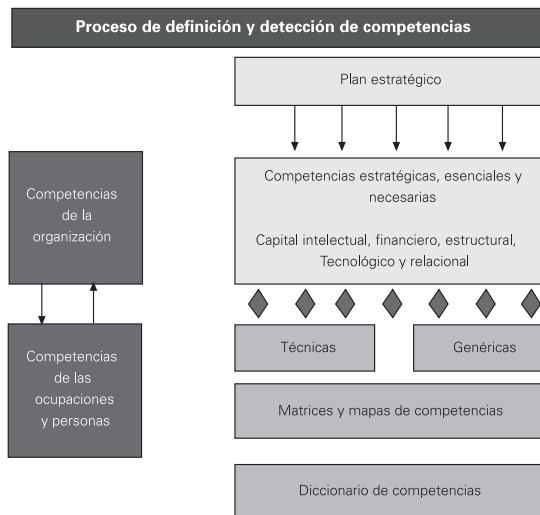 Proceso de definición y detección de competencias
Plan estratégico
Competencias estratégicas, esenciales y
necesarias
Capital intelectual, financiero, estructural,
Tecnológico y relacional
Competencias
de la
organización
Técnicas
Genéricas
Competencias
de las
ocupaciones
y personas
Matrices y mapas de competencias
Diccionario de competencias